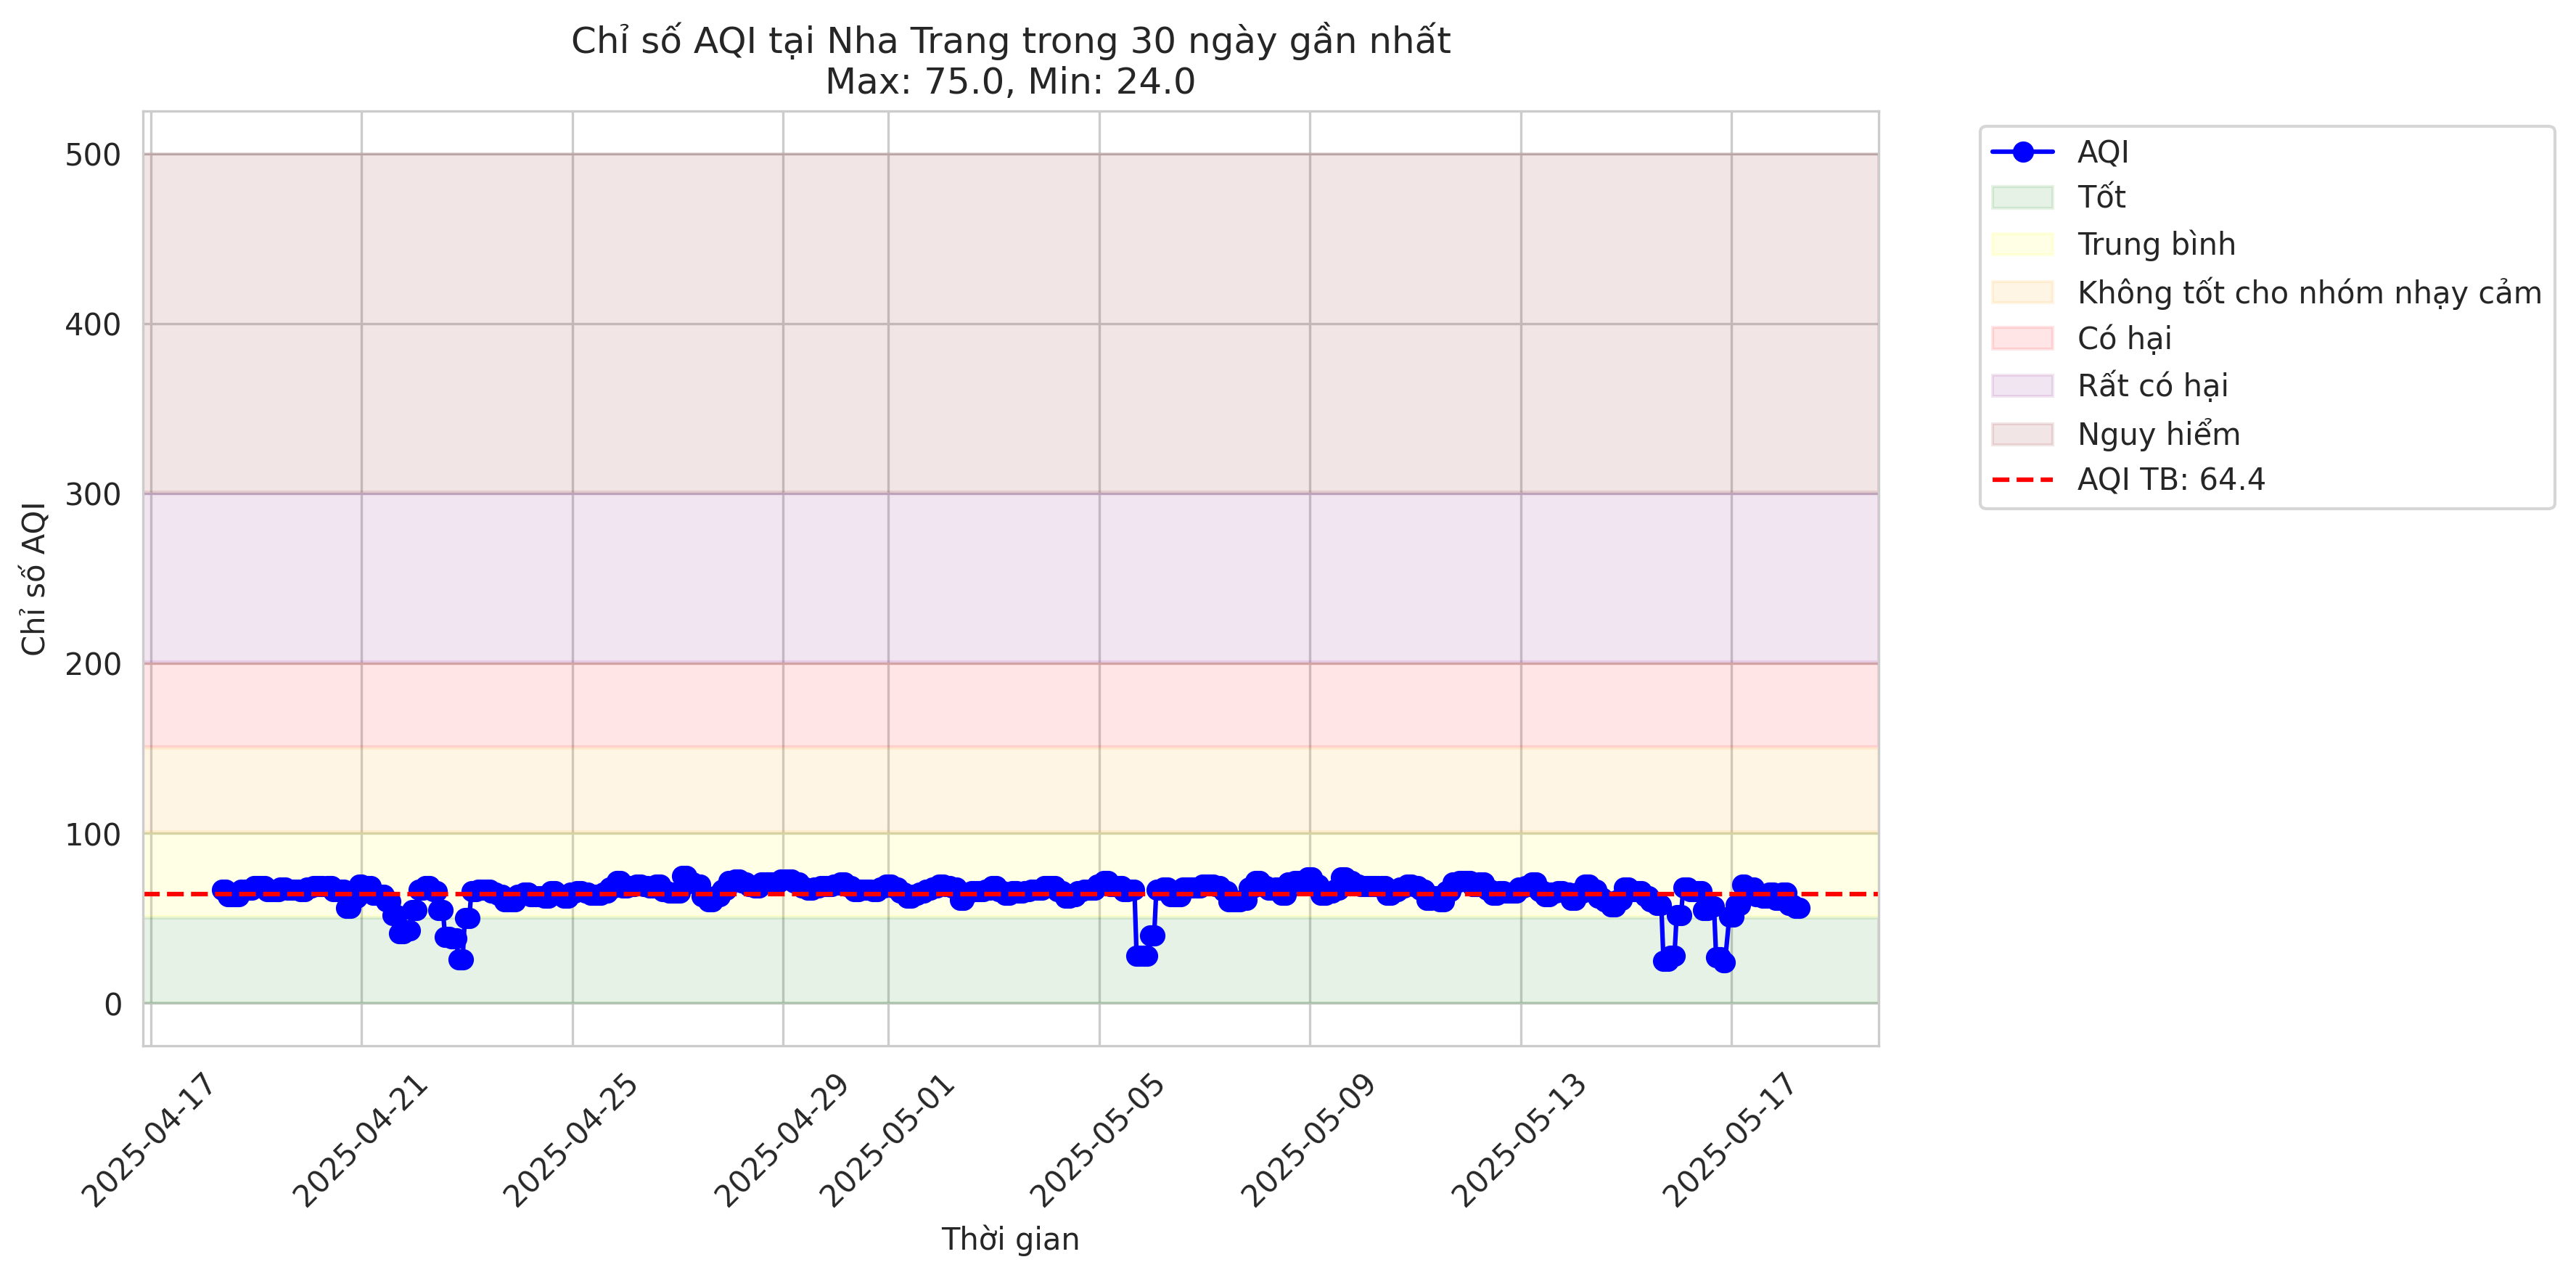 Chỉ số AQI tại Nha Trang trong 30 ngày gần nhất
Max: 75.0, Min: 24.0
Chỉ số AQI
500
400
300
200
100
0
2025-04-17
2025-04-21
2025-04-25
2025-04-29
2025-05-01
2025-05-05
2025-05-09
2025-05-13
2025-05-17
Thời gian
AQI
Tốt
Trung bình
Không tốt cho nhóm nhạy cảm
Có hại
Rất có hại
Nguy hiểm
AQI TB: 64.4